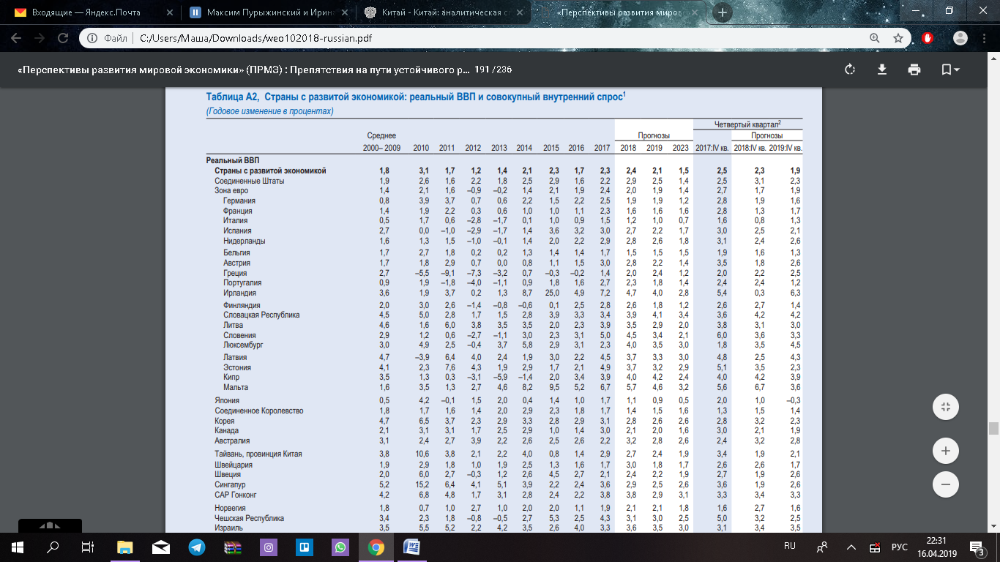 Входящие — Яндекс.Почта
Максим Пурыжинский и Ирин
Китай - Китай: аналитическая с
«Перспективы развития миров
Файл C:/Users/Маша/Downloads/weo102018-russian.pdf
«Перспективы развития мировой экономики» (ПРМЭ) : Препятствия на пути устойчивого р... 191 / 236
Таблица А2, Страны с развитой экономикой: реальный ВВП и совокупный внутренний спрос¹
(Годовое изменение в процентах)
Четвертый квартал²
Среднее Прогнозы Прогнозы
2000– 2009 2010 2011 2012 2013 2014 2015 2016 2017 2018 2019 2023 2017:IV кв. 2018:IV кв. 2019:IV кв.
Реальный ВВП
Страны с развитой экономикой 1,8 3,1 1,7 1,2 1,4 2,1 2,3 1,7 2,3 2,4 2,1 1,5 2,5 2,3 1,9
Соединенные Штаты 1,9 2,6 1,6 2,2 1,8 2,5 2,9 1,6 2,2 2,9 2,5 1,4 2,5 3,1 2,3
Зона евро 1,4 2,1 1,6 –0,9 –0,2 1,4 2,1 1,9 2,4 2,0 1,9 1,4 2,7 1,7 1,9
Германия 0,8 3,9 3,7 0,7 0,6 2,2 1,5 2,2 2,5 1,9 1,9 1,2 2,8 1,9 1,6
Франция 1,4 1,9 2,2 0,3 0,6 1,0 1,0 1,1 2,3 1,6 1,6 1,6 2,8 1,3 1,7
Италия 0,5 1,7 0,6 –2,8 –1,7 0,1 1,0 0,9 1,5 1,2 1,0 0,7 1,6 0,8 1,3
Испания 2,7 0,0 –1,0 –2,9 –1,7 1,4 3,6 3,2 3,0 2,7 2,2 1,7 3,0 2,5 2,1
Нидерланды 1,6 1,3 1,5 –1,0 –0,1 1,4 2,0 2,2 2,9 2,8 2,6 1,8 3,1 2,4 2,6
Бельгия 1,7 2,7 1,8 0,2 0,2 1,3 1,4 1,4 1,7 1,5 1,5 1,5 1,9 1,6 1,3
Австрия 1,7 1,8 2,9 0,7 0,0 0,8 1,1 1,5 3,0 2,8 2,2 1,4 3,5 1,8 2,6
Греция 2,7 –5,5 –9,1 –7,3 –3,2 0,7 –0,3 –0,2 1,4 2,0 2,4 1,2 2,0 2,2 2,5
Португалия 0,9 1,9 –1,8 –4,0 –1,1 0,9 1,8 1,6 2,7 2,3 1,8 1,4 2,4 2,4 1,2
Ирландия 3,6 1,9 3,7 0,2 1,3 8,7 25,0 4,9 7,2 4,7 4,0 2,8 5,4 0,3 6,3
Финляндия 2,0 3,0 2,6 –1,4 –0,8 –0,6 0,1 2,5 2,8 2,6 1,8 1,2 2,6 2,7 1,4
Словацкая Республика 4,5 5,0 2,8 1,7 1,5 2,8 3,9 3,3 3,4 3,9 4,1 3,4 3,6 4,2 4,2
Литва 4,6 1,6 6,0 3,8 3,5 3,5 2,0 2,3 3,9 3,5 2,9 2,0 3,8 3,1 3,0
Словения 2,9 1,2 0,6 –2,7 –1,1 3,0 2,3 3,1 5,0 4,5 3,4 2,1 6,0 3,6 3,3
Люксембург 3,0 4,9 2,5 –0,4 3,7 5,8 2,9 3,1 2,3 4,0 3,5 3,0 1,8 3,5 4,5
Латвия 4,7 –3,9 6,4 4,0 2,4 1,9 3,0 2,2 4,5 3,7 3,3 3,0 4,8 2,5 4,3
Эстония 4,1 2,3 7,6 4,3 1,9 2,9 1,7 2,1 4,9 3,7 3,2 2,9 5,1 3,5 2,3
Кипр 3,5 1,3 0,3 –3,1 –5,9 –1,4 2,0 3,4 3,9 4,0 4,2 2,4 4,0 4,2 3,9
Мальта 1,6 3,5 1,3 2,7 4,6 8,2 9,5 5,2 6,7 5,7 4,6 3,2 5,6 6,7 3,6
Япония 0,5 4,2 –0,1 1,5 2,0 0,4 1,4 1,0 1,7 1,1 0,9 0,5 2,0 1,0 –0,3
Соединенное Королевство 1,8 1,7 1,6 1,4 2,0 2,9 2,3 1,8 1,7 1,4 1,5 1,6 1,3 1,5 1,4
Корея 4,7 6,5 3,7 2,3 2,9 3,3 2,8 2,9 3,1 2,8 2,6 2,6 2,8 3,2 2,3
Канада 2,1 3,1 3,1 1,7 2,5 2,9 1,0 1,4 3,0 2,1 2,0 1,6 3,0 2,1 1,9
Австралия 3,1 2,4 2,7 3,9 2,2 2,6 2,5 2,6 2,2 3,2 2,8 2,6 2,4 3,2 2,8
Тайвань, провинция Китая 3,8 10,6 3,8 2,1 2,2 4,0 0,8 1,4 2,9 2,7 2,4 1,9 3,4 1,9 2,1
Швейцария 1,9 2,9 1,8 1,0 1,9 2,5 1,3 1,6 1,7 3,0 1,8 1,7 2,6 2,6 1,7
Швеция 2,0 6,0 2,7 –0,3 1,2 2,6 4,5 2,7 2,1 2,4 2,2 1,9 2,7 1,9 2,6
Сингапур 5,2 15,2 6,4 4,1 5,1 3,9 2,2 2,4 3,6 2,9 2,5 2,6 3,6 1,9 2,6
САР Гонконг 4,2 6,8 4,8 1,7 3,1 2,8 2,4 2,2 3,8 3,8 2,9 3,1 3,3 3,4 3,3
Норвегия 1,8 0,7 1,0 2,7 1,0 2,0 2,0 1,1 1,9 2,1 2,1 1,8 1,6 2,7 1,6
Чешская Республика 3,4 2,3 1,8 –0,8 –0,5 2,7 5,3 2,5 4,3 3,1 3,0 2,5 5,0 3,2 2,5
Израиль 3,5 5,5 5,2 2,2 4,2 3,5 2,6 4,0 3,3 3,6 3,5 3,0 3,1 3,4 3,5
RU РУС 22:31
16.04.2019
3